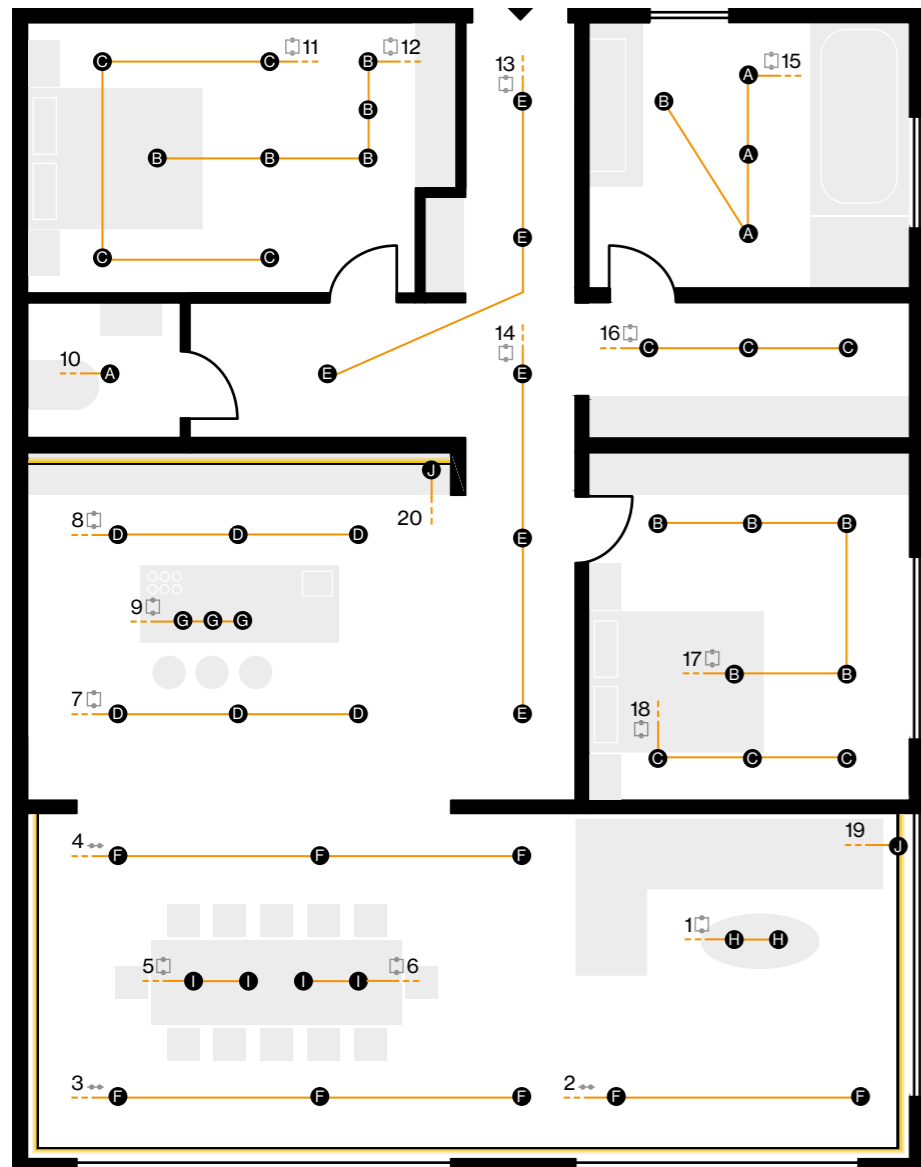 C C 11 B 12
13
A 15
E B
B
B B B A
E A
C C
14
16 C C C
10 A E E
J
20
8 D D D B B B
E
9 G G G
17 B B
18
7 D D D E
C C C
19 J
4 F F F
1 H H
5 I I I I 6
3 F F F 2 F F